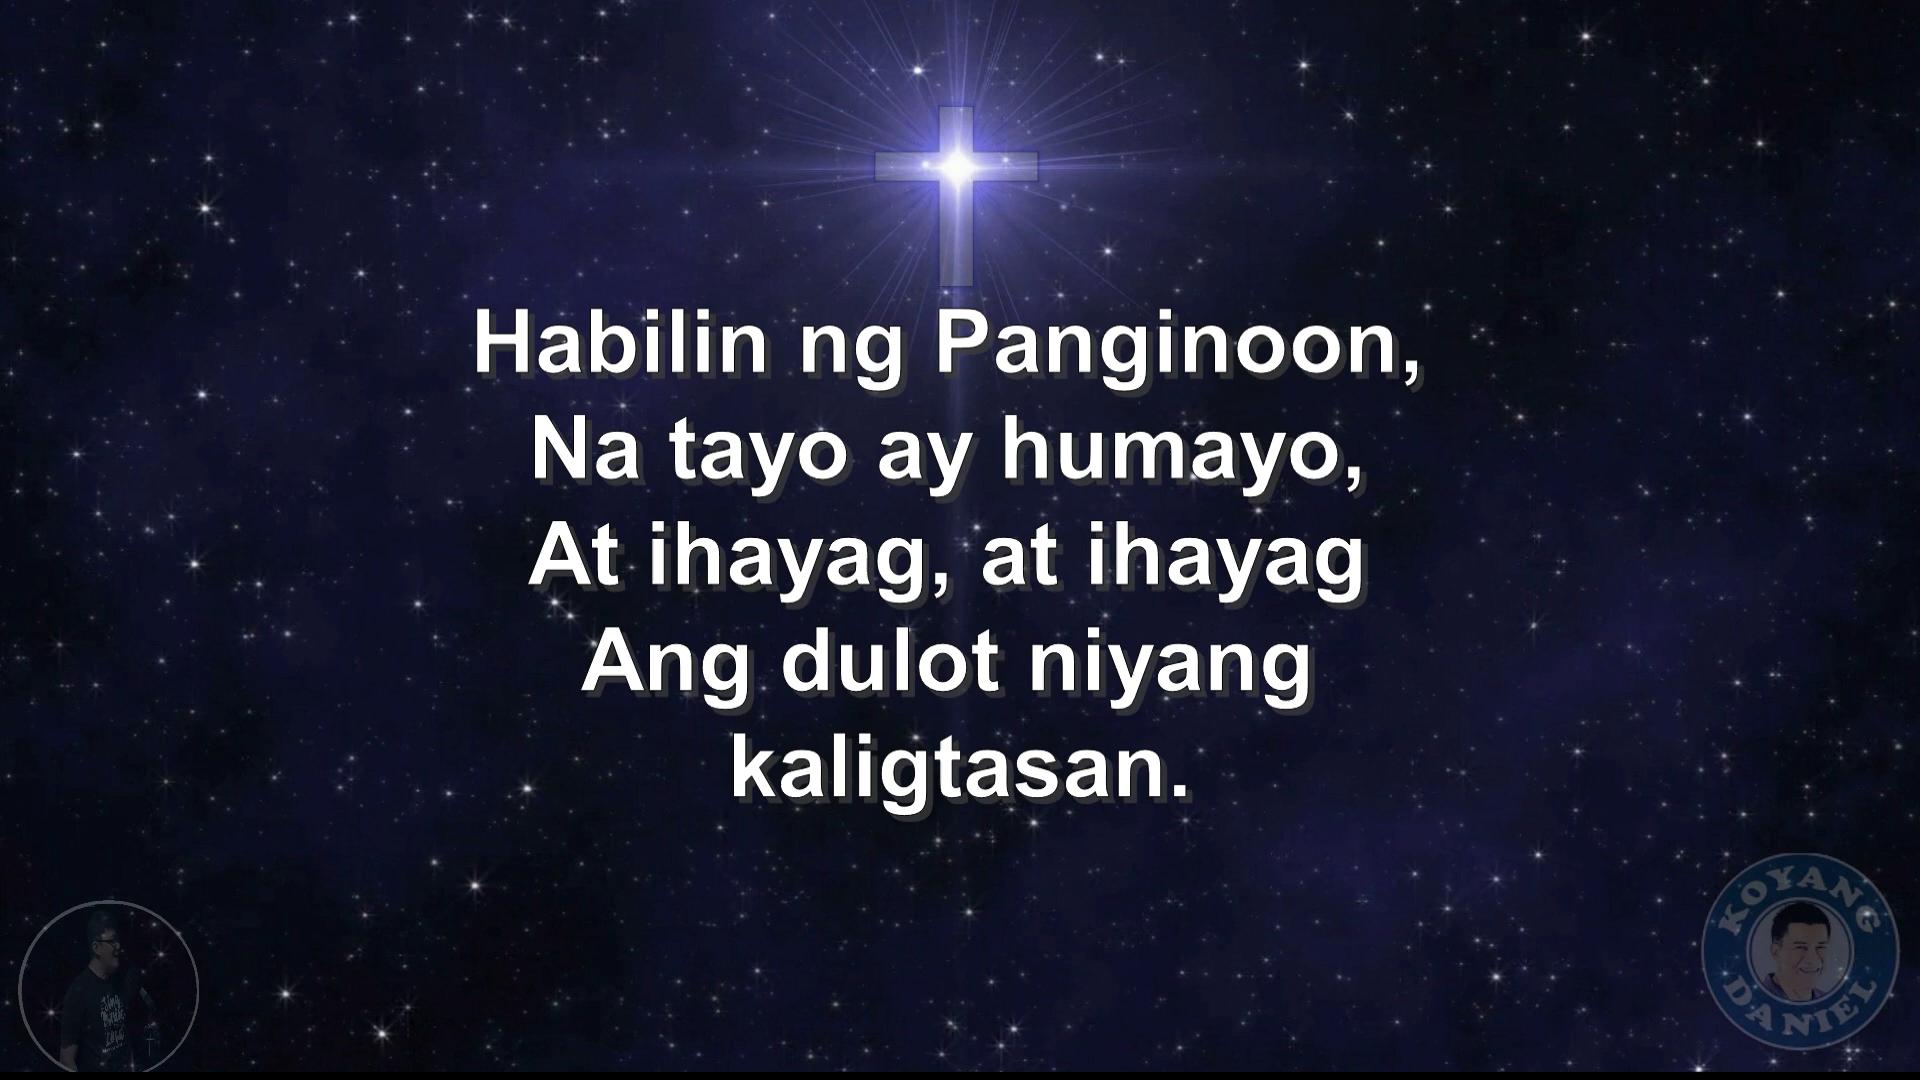 Habilin ng Panginoon,
Na tayo ay humayo,
At ihayag, at ihayag
Ang dulot niyang
kaligtasan.
KOYANG
DANIEL